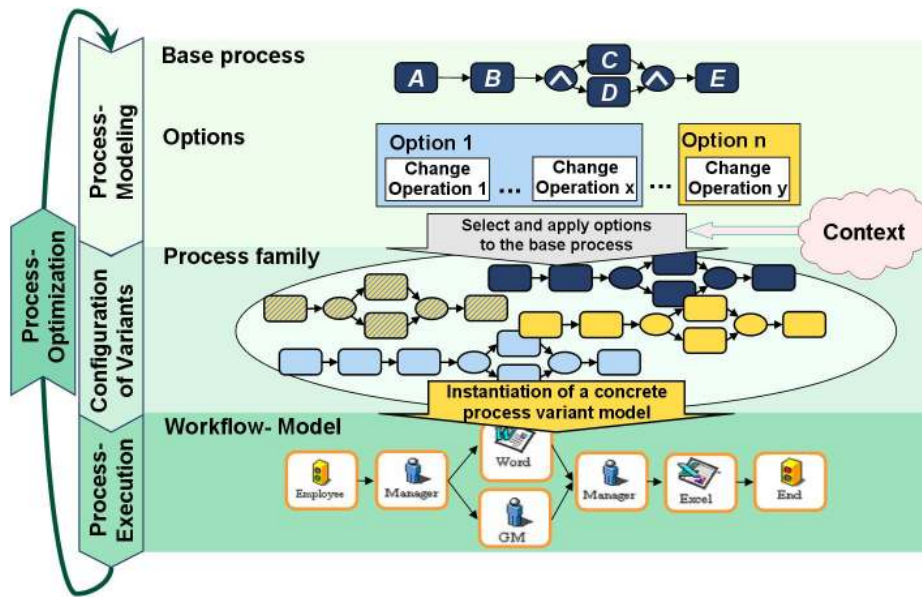 Base process
A
B
C
D
E
Options
Option 1
Change
Operation 1
...
Change
Operation x
...
Option n
Change
Operation y
Select and apply options
to the base process
Context
Process family
Instantiation of a concrete
process variant model
Workflow- Model
Employee
Manager
Word
GM
Manager
Excel
End
Process-
Optimization
Process-
Modeling
Configuration
of Variants
Process-
Execution